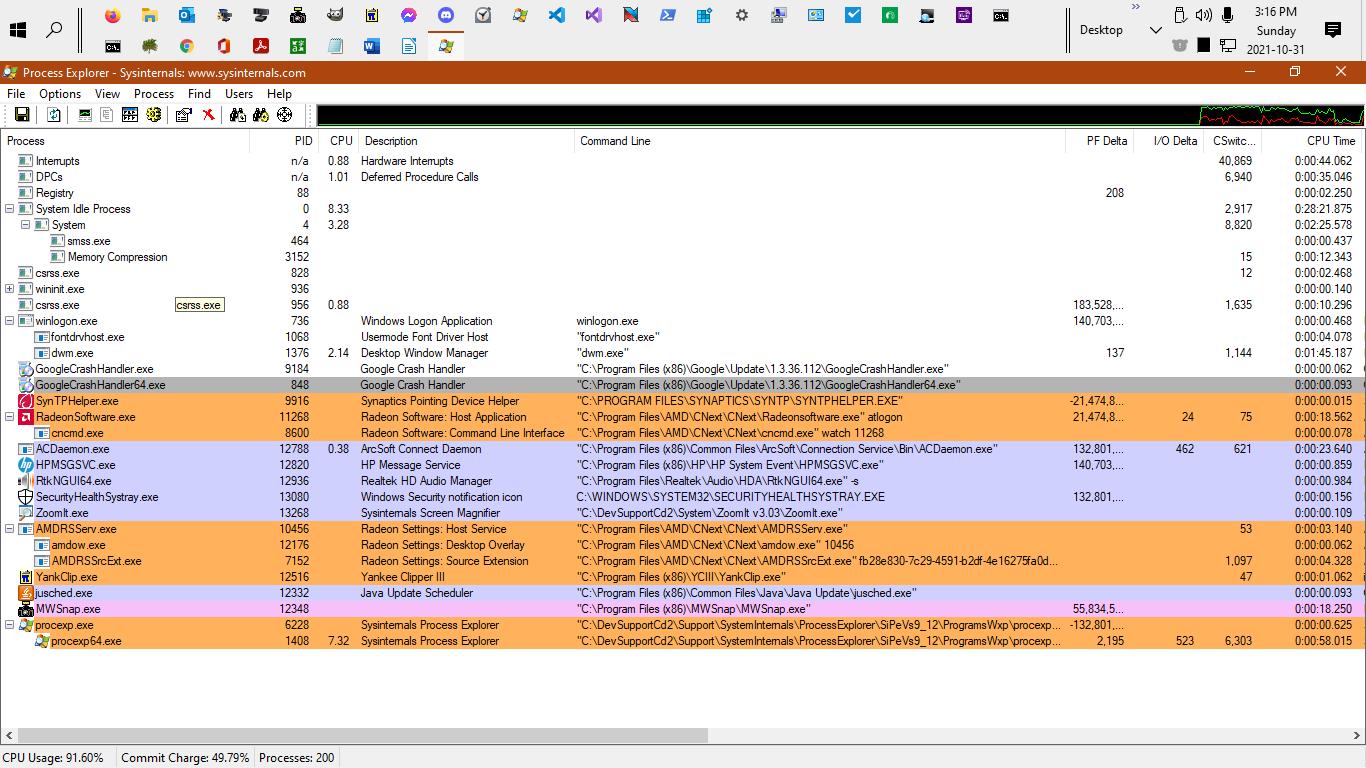 3:16 PM
Desktop
Sunday
2021-10-31
Process Explorer - Sysinternals: www.sysinternals.com
File Options View Process Find Users Help
Process PID CPU Description Command Line PF Delta I/O Delta CSwitc... CPU Time
Interrupts n/a 0.88 Hardware Interrupts 40,869 0:00:44.062
DPCs n/a 1.01 Deferred Procedure Calls 6,940 0:00:35.046
Registry 88 208 0:00:02.250
System Idle Process 0 8.33 2,917 0:28:21.875
System 4 3.28 8,820 0:02:25.578
smss.exe 464 0:00:00.437
Memory Compression 3152 15 0:00:12.343
csrss.exe 828 12 0:00:02.468
wininit.exe 936 0:00:00.140
csrss.exe csrss.exe 956 0.88 183,528,... 1,635 0:00:10.296
winlogon.exe 736 Windows Logon Application winlogon.exe 140,703,... 0:00:00.468
fontdrvhost.exe 1068 Usermode Font Driver Host "fontdrvhost.exe" 0:00:04.078
dwm.exe 1376 2.14 Desktop Window Manager "dwm.exe" 137 1,144 0:01:45.187
GoogleCrashHandler.exe 9184 Google Crash Handler "C:\Program Files (x86)\Google\Update\1.3.36.112\GoogleCrashHandler.exe" 0:00:00.062
GoogleCrashHandler64.exe 848 Google Crash Handler "C:\Program Files (x86)\Google\Update\1.3.36.112\GoogleCrashHandler64.exe" 0:00:00.093
SynTPHelper.exe 9916 Synaptics Pointing Device Helper "C:\PROGRAM FILES\SYNAPTICS\SYNTP\SYNTPHELPER.EXE" -21,474,8... 0:00:00.015
RadeonSoftware.exe 11268 Radeon Software: Host Application "C:\Program Files\AMD\CNext\CNext\Radeonsoftware.exe" atlogon 21,474,8... 24 75 0:00:18.562
cncmd.exe 8600 Radeon Software: Command Line Interface "C:\Program Files\AMD\CNext\CNext\cncmd.exe" watch 11268 0:00:00.078
ACDaemon.exe 12788 0.38 ArcSoft Connect Daemon "C:\Program Files (x86)\Common Files\ArcSoft\Connection Service\Bin\ACDaemon.exe" 132,801,... 462 621 0:00:23.640
HPMSGSVC.exe 12820 HP Message Service "C:\Program Files (x86)\HP\HP System Event\HPMSGSVC.exe" 140,703,... 0:00:00.859
RtkNGUI64.exe 12936 Realtek HD Audio Manager "C:\Program Files\Realtek\Audio\HDA\RtkNGUI64.exe" -s 0:00:00.984
SecurityHealthSystray.exe 13080 Windows Security notification icon C:\WINDOWS\SYSTEM32\SECURITYHEALTHSYSTRAY.EXE 132,801,... 0:00:00.156
ZoomIt.exe 13268 Sysinternals Screen Magnifier "C:\DevSupportCd2\System\ZoomIt v3.03\ZoomIt.exe" 0:00:00.109
AMDRSServ.exe 10456 Radeon Settings: Host Service "C:\Program Files\AMD\CNext\CNext\AMDRSServ.exe" 53 0:00:03.140
amdow.exe 12176 Radeon Settings: Desktop Overlay "C:\Program Files\AMD\CNext\CNext\amdow.exe" 10456 0:00:00.062
AMDRSSrcExt.exe 7152 Radeon Settings: Source Extension "C:\Program Files\AMD\CNext\CNext\AMDRSSrcExt.exe" fb28e830-7c29-4591-b2df-4e16275fa0d... 1,097 0:00:04.328
YankClip.exe 12516 Yankee Clipper III "C:\Program Files (x86)\YCIII\YankClip.exe" 47 0:00:01.062
jusched.exe 12332 Java Update Scheduler "C:\Program Files (x86)\Common Files\Java\Java Update\jusched.exe" 0:00:00.093
MWSnap.exe 12348 "C:\Program Files (x86)\MWSnap\MWSnap.exe" 55,834,5... 0:00:18.250
procexp.exe 6228 Sysinternals Process Explorer "C:\DevSupportCd2\Support\SystemInternals\ProcessExplorer\SiPeVs9_12\ProgramsWxp\procexp... -132,801,... 0:00:00.625
procexp64.exe 1408 7.32 Sysinternals Process Explorer "C:\DevSupportCd2\Support\SystemInternals\ProcessExplorer\SiPeVs9_12\ProgramsWxp\procexp... 2,195 523 6,303 0:00:58.015
CPU Usage: 91.60% Commit Charge: 49.79% Processes: 200